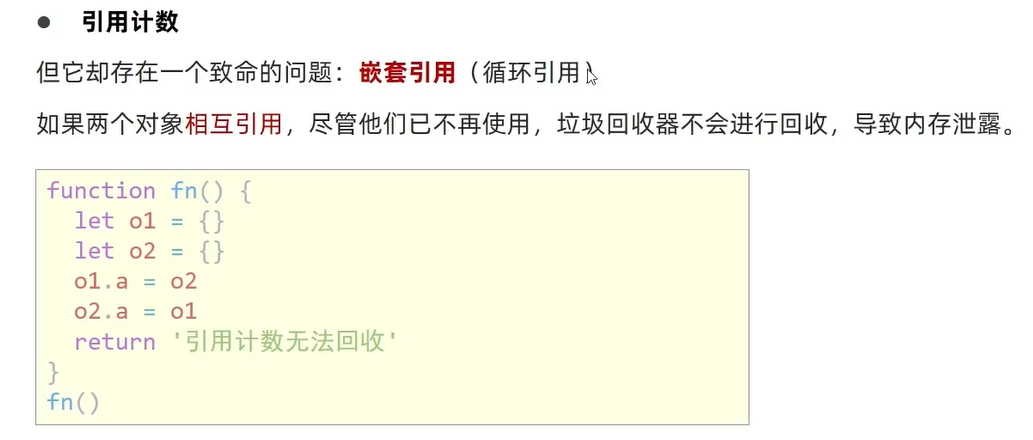 ● 引用计数
但它却存在一个致命的问题：嵌套引用（循环引用）
如果两个对象相互引用，尽管他们已不再使用，垃圾回收器不会进行回收，导致内存泄露。
function fn() {
  let o1 = {}
  let o2 = {}
  o1.a = o2
  o2.a = o1
  return '引用计数无法回收'
}
fn()